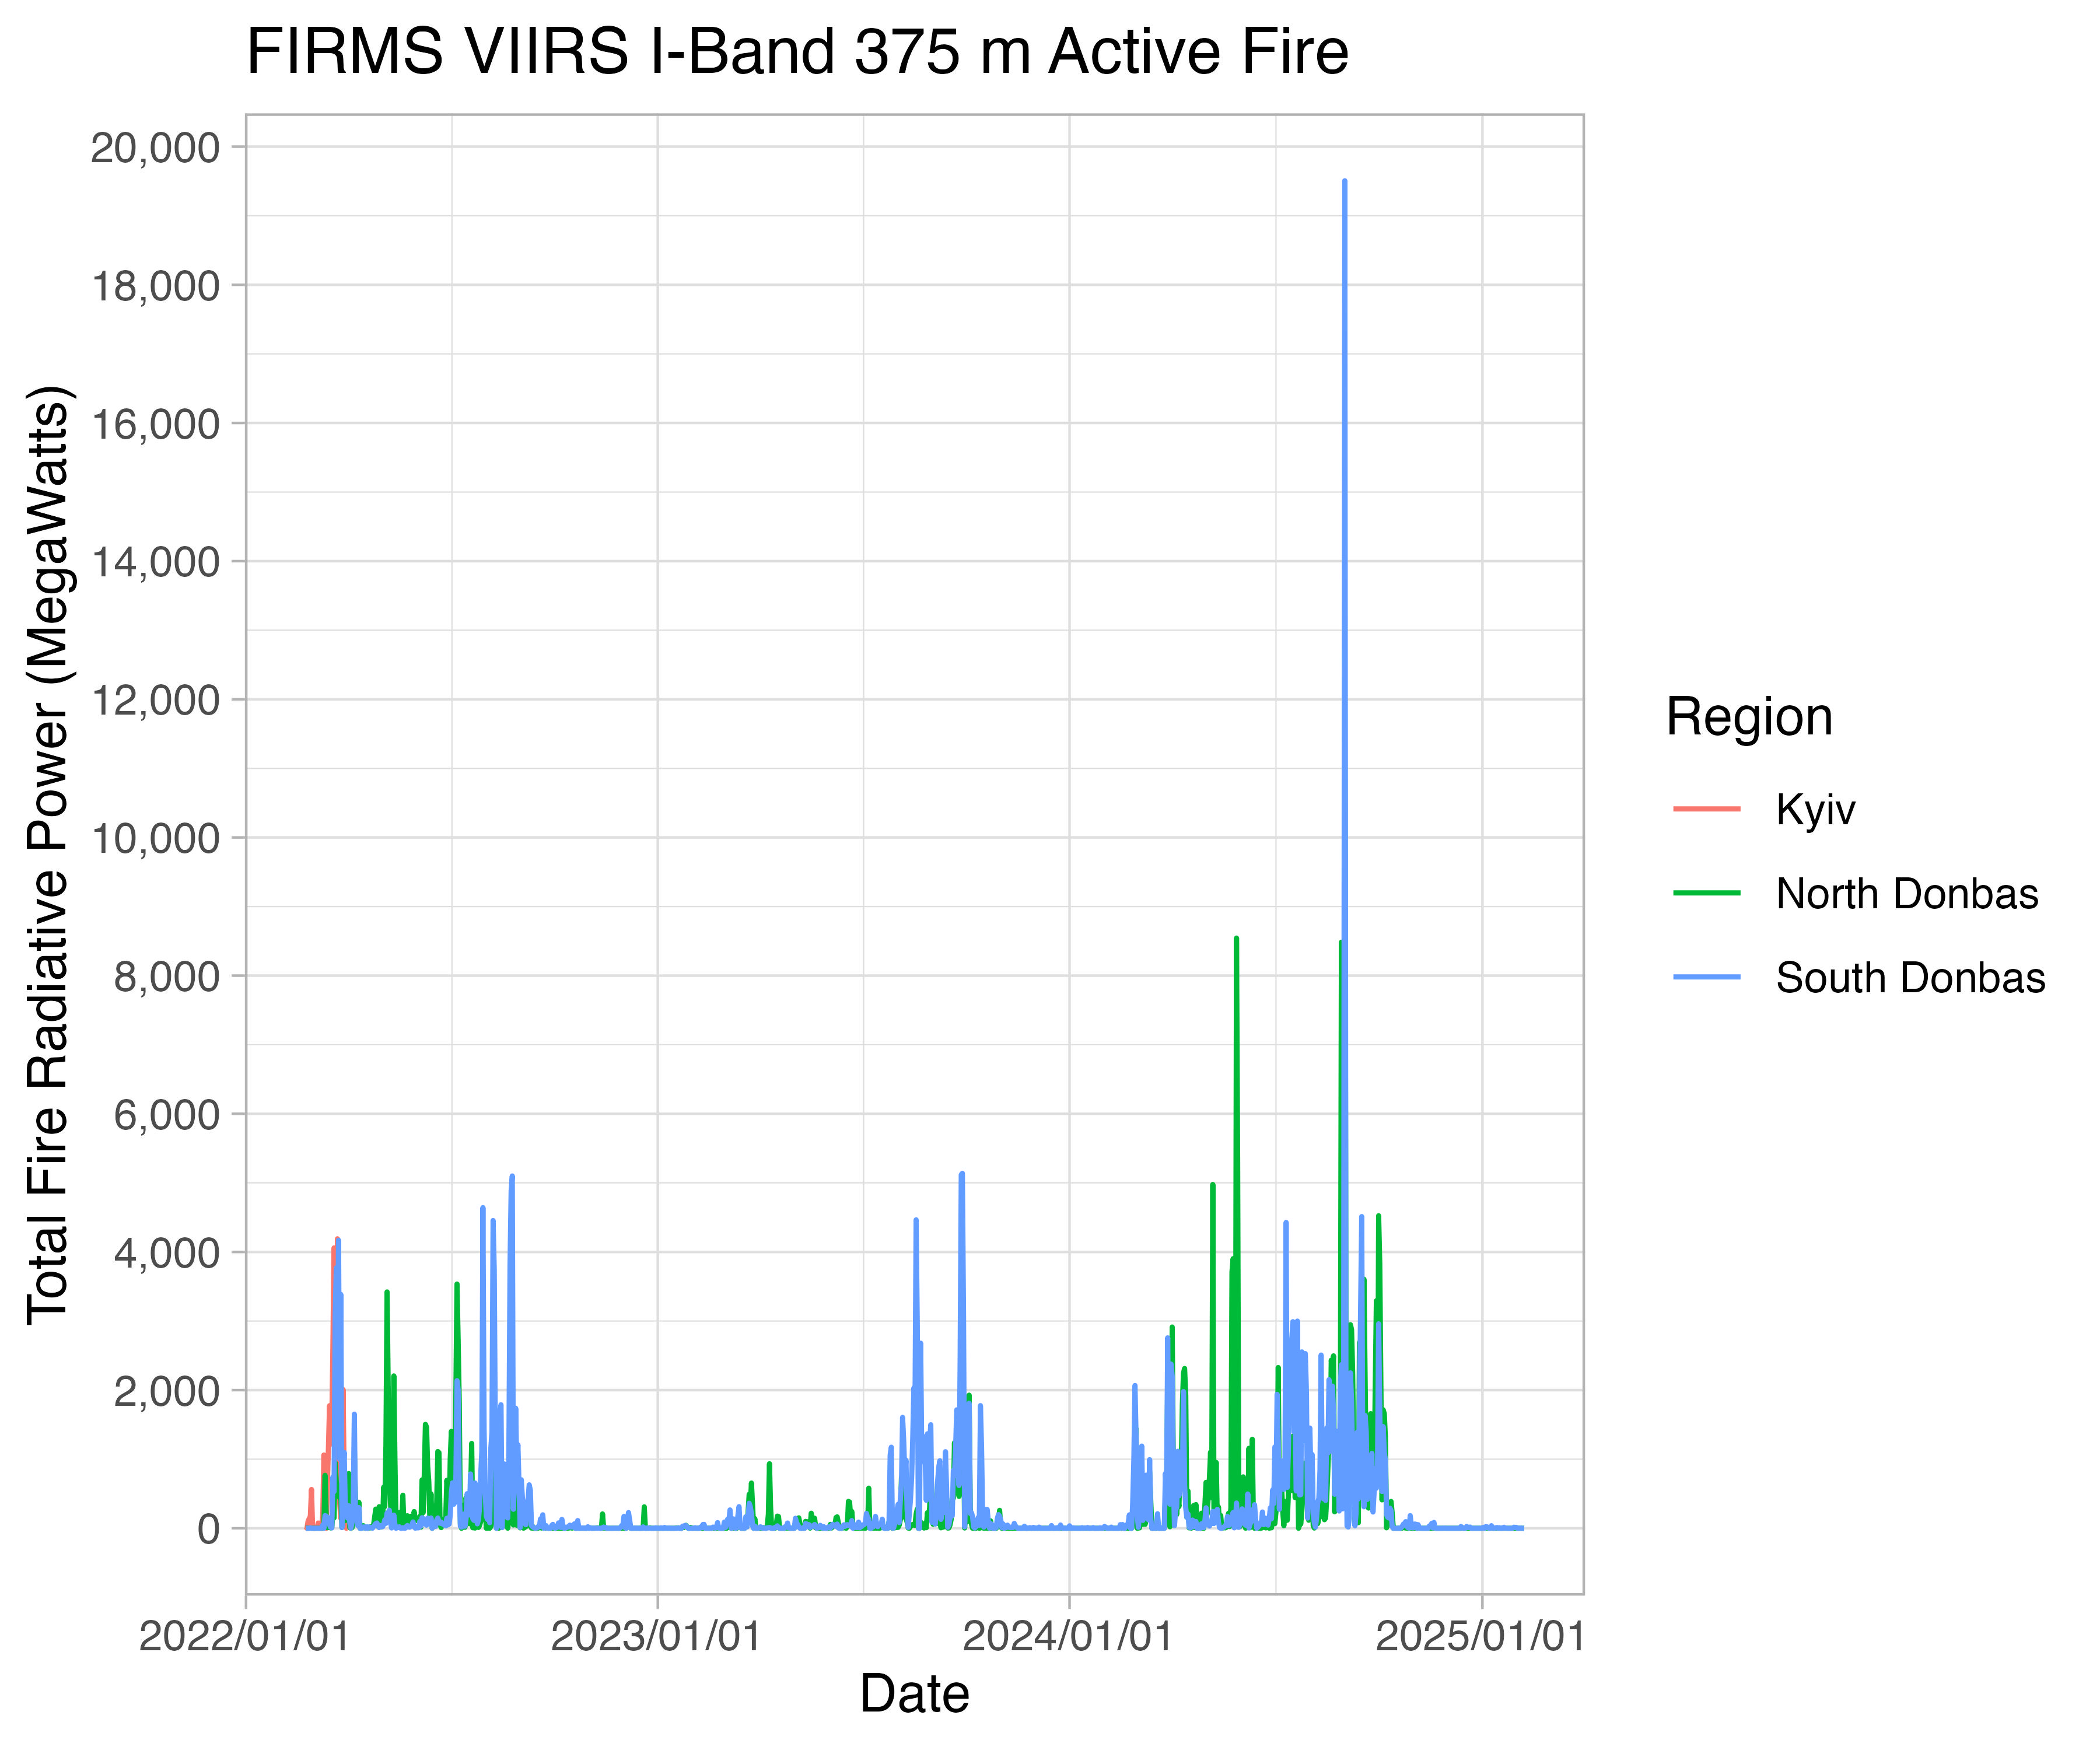 FIRMS VIIRS I-Band 375 m Active Fire
Total Fire Radiative Power (MegaWatts)
20,000
18,000
16,000
14,000
12,000
10,000
8,000
6,000
4,000
2,000
0
2022/01/01
2023/01/01
2024/01/01
2025/01/01
Date
Region
Kyiv
North Donbas
South Donbas